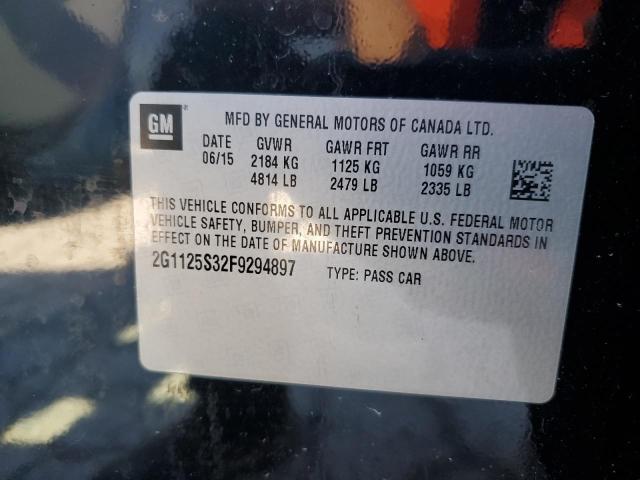 GM
MFD BY GENERAL MOTORS OF CANADA LTD.
DATE GVWR GAWR FRT GAWR RR
06/15 2184 KG 1125 KG 1059 KG
4814 LB 2479 LB 2335 LB
THIS VEHICLE CONFORMS TO ALL APPLICABLE U.S. FEDERAL MOTOR
VEHICLE SAFETY, BUMPER, AND THEFT PREVENTION STANDARDS IN
EFFECT ON THE DATE OF MANUFACTURE SHOWN ABOVE.
2G1125S32F9294897 TYPE: PASS CAR